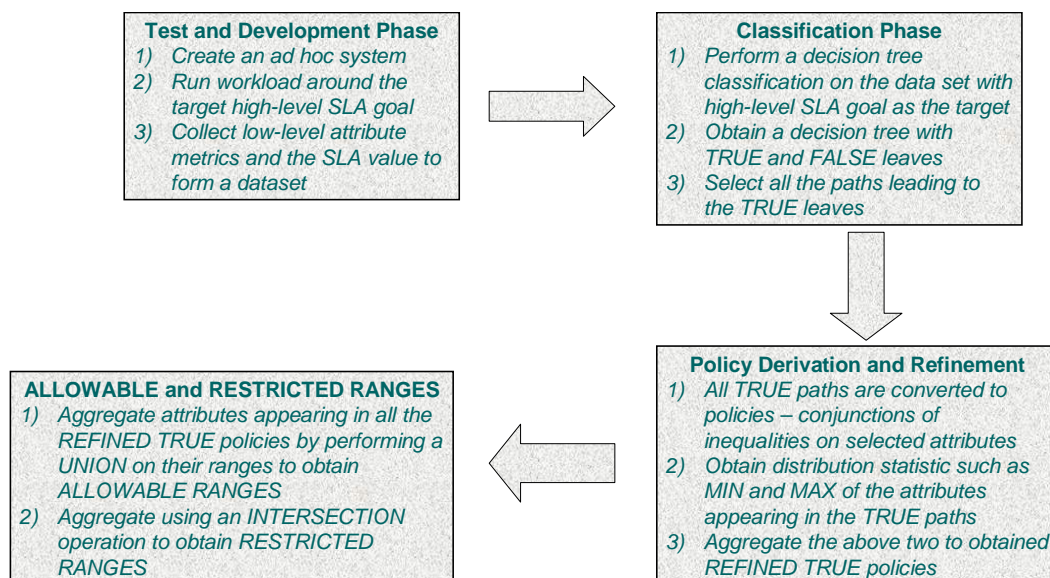 Test and Development Phase
1) Create an ad hoc system
2) Run workload around the
target high-level SLA goal
3) Collect low-level attribute
metrics and the SLA value to
form a dataset
Classification Phase
1) Perform a decision tree
classification on the data set with
high-level SLA goal as the target
2) Obtain a decision tree with
TRUE and FALSE leaves
3) Select all the paths leading to
the TRUE leaves
Policy Derivation and Refinement
1) All TRUE paths are converted to
policies – conjunctions of
inequalities on selected attributes
2) Obtain distribution statistic such as
MIN and MAX of the attributes
appearing in the TRUE paths
3) Aggregate the above two to obtained
REFINED TRUE policies
ALLOWABLE and RESTRICTED RANGES
1) Aggregate attributes appearing in all the
REFINED TRUE policies by performing a
UNION on their ranges to obtain
ALLOWABLE RANGES
2) Aggregate using an INTERSECTION
operation to obtain RESTRICTED
RANGES